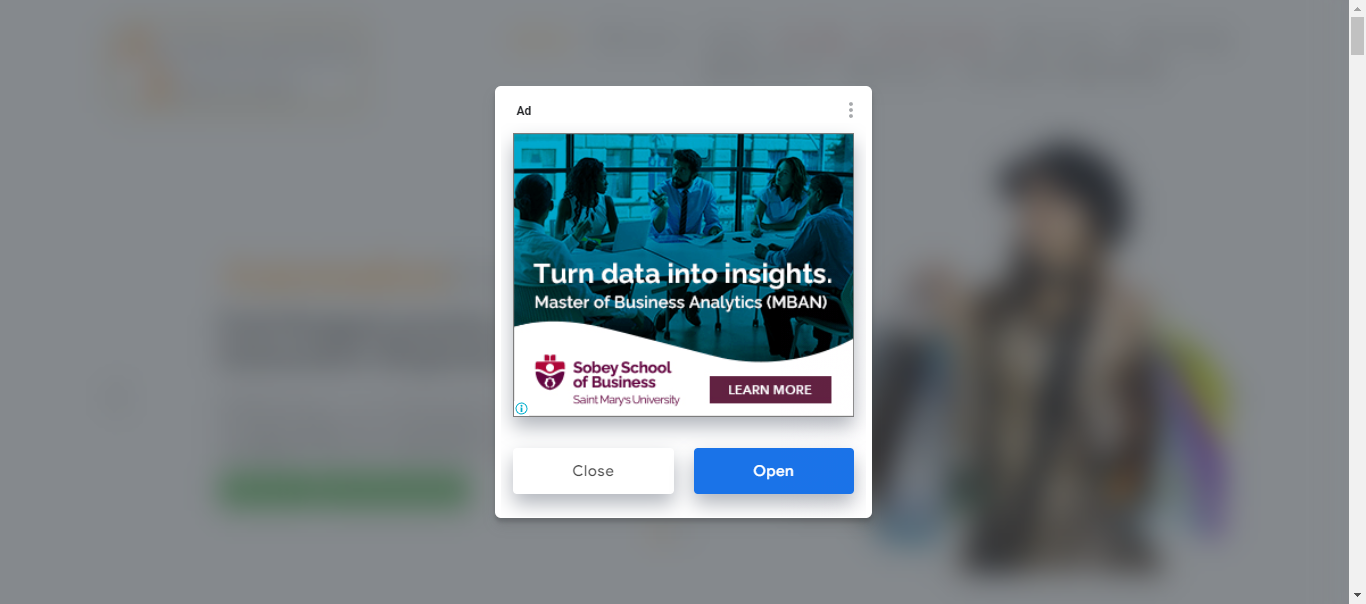 Ad
Turn data into insights.
Master of Business Analytics (MBAN)
Sobey School
of Business
Saint Mary's University
LEARN MORE
Close
Open